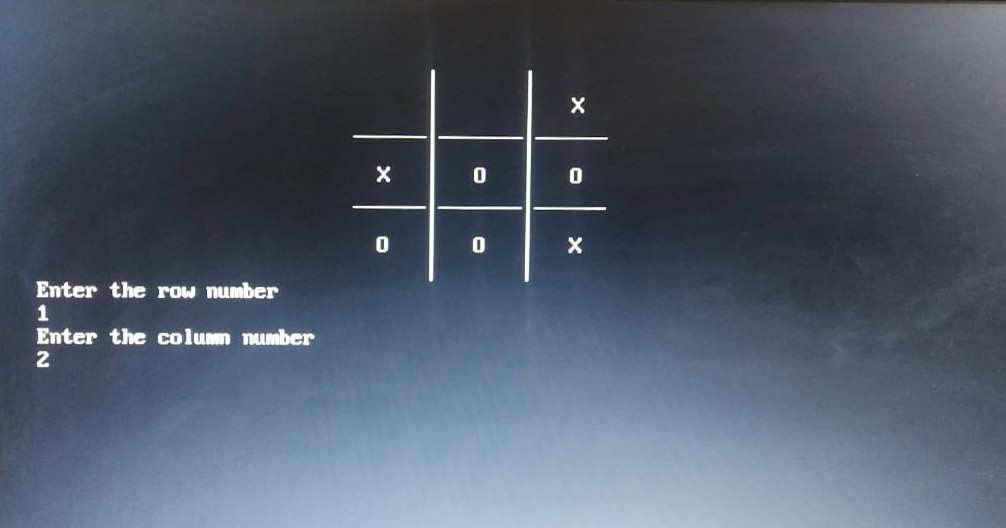 X
X 0 0
0 0 X
Enter the row number
1
Enter the column number
2